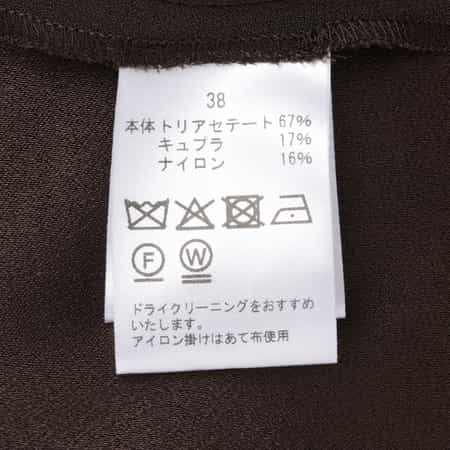 38
本体 トリアセテート 67%
キュプラ 17%
ナイロン 16%
F W
ドライクリーニングをおすすめ
いたします。
アイロン掛けはあて布使用